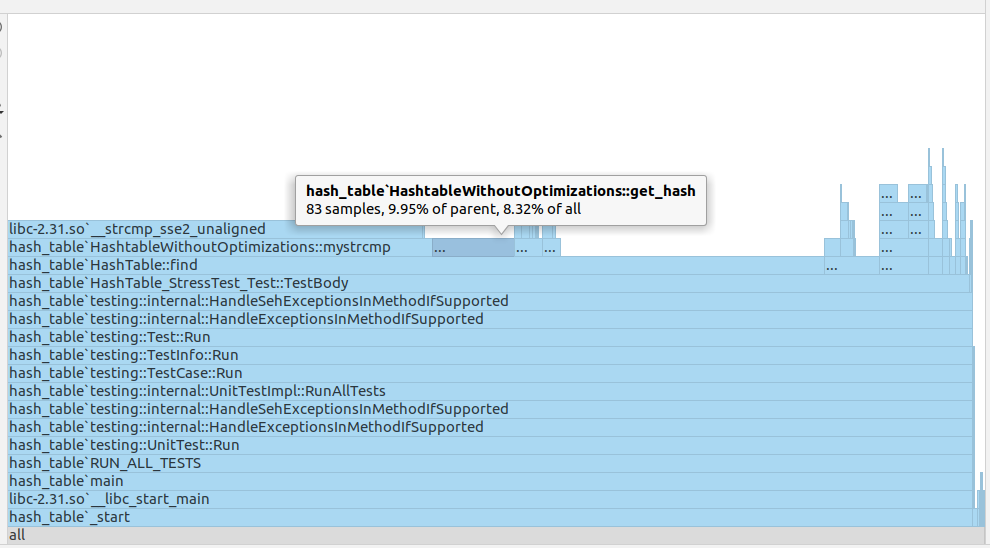 hash_table`HashtableWithoutOptimizations::get_hash
83 samples, 9.95% of parent, 8.32% of all
... ...
... ...
libc-2.31.so`__strcmp_sse2_unaligned ... ...
hash_table`HashtableWithoutOptimizations::mystrcmp ... ... ... ...
hash_table`HashTable::find ... ...
hash_table`HashTable_StressTest_Test::TestBody
hash_table`testing::internal::HandleSehExceptionsInMethodIfSupported
hash_table`testing::internal::HandleExceptionsInMethodIfSupported
hash_table`testing::Test::Run
hash_table`testing::TestInfo::Run
hash_table`testing::TestCase::Run
hash_table`testing::internal::UnitTestImpl::RunAllTests
hash_table`testing::internal::HandleSehExceptionsInMethodIfSupported
hash_table`testing::internal::HandleExceptionsInMethodIfSupported
hash_table`testing::UnitTest::Run
hash_table`RUN_ALL_TESTS
hash_table`main
libc-2.31.so`__libc_start_main
hash_table`_start
all